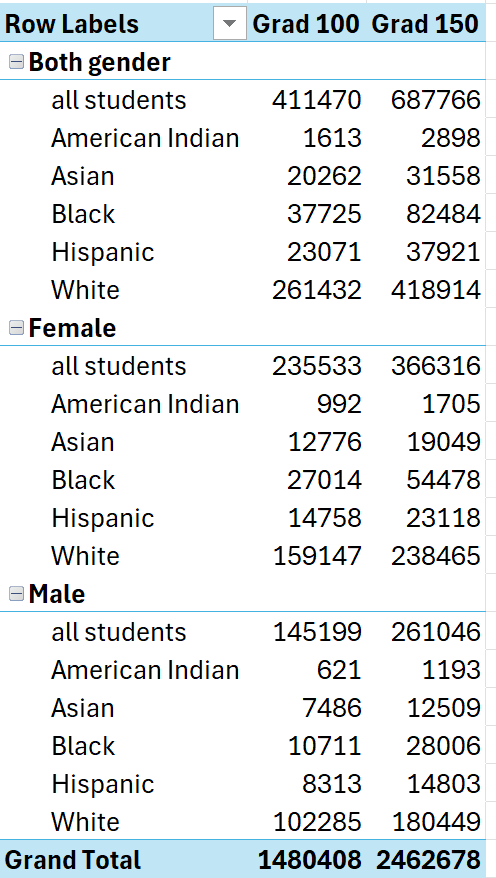 Row Labels Grad 100 Grad 150
Both gender
all students 411470 687766
American Indian 1613 2898
Asian 20262 31558
Black 37725 82484
Hispanic 23071 37921
White 261432 418914
Female
all students 235533 366316
American Indian 992 1705
Asian 12776 19049
Black 27014 54478
Hispanic 14758 23118
White 159147 238465
Male
all students 145199 261046
American Indian 621 1193
Asian 7486 12509
Black 10711 28006
Hispanic 8313 14803
White 102285 180449
Grand Total 1480408 2462678